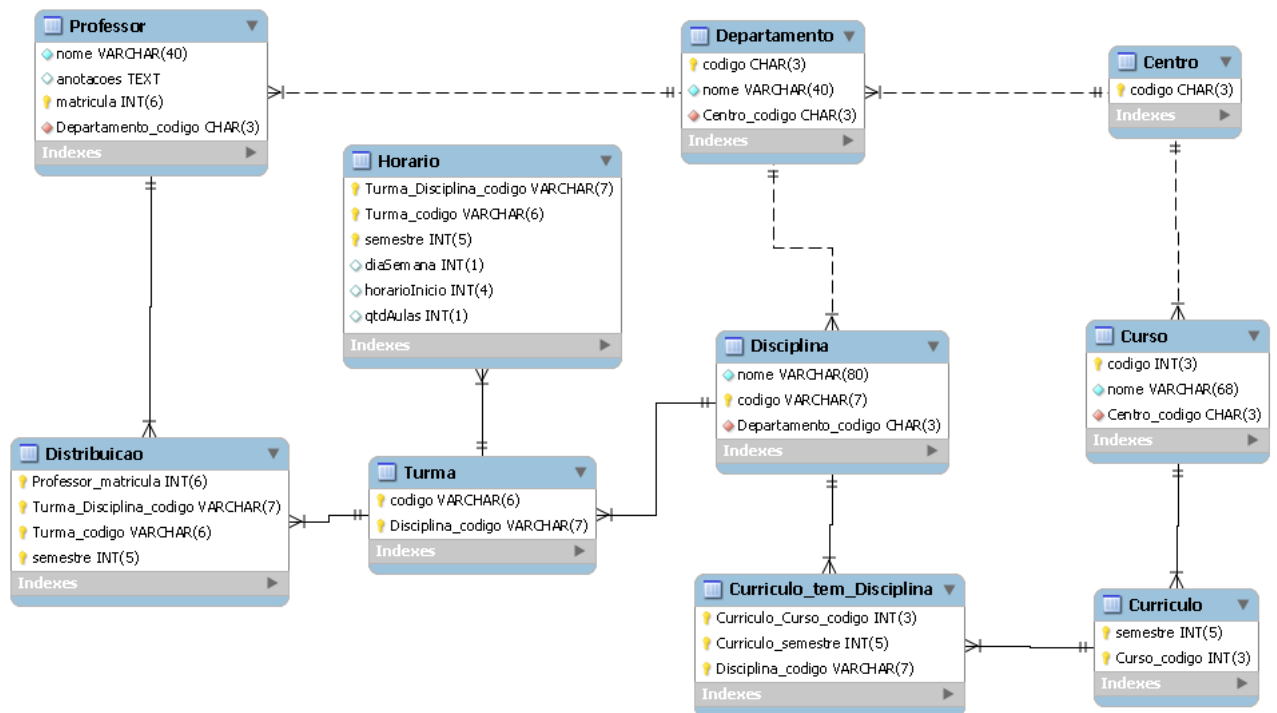 Professor
nome VARCHAR(40)
anotacoes TEXT
matricula INT(6)
Departamento_codigo CHAR(3)
Indexes
Departamento
codigo CHAR(3)
nome VARCHAR(40)
Centro_codigo CHAR(3)
Indexes
Centro
codigo CHAR(3)
Indexes
Horario
Turma_Disciplina_codigo VARCHAR(7)
Turma_codigo VARCHAR(6)
semestre INT(5)
diaSemana INT(1)
horarioInicio INT(4)
qtdAulas INT(1)
Indexes
Disciplina
nome VARCHAR(80)
codigo VARCHAR(7)
Departamento_codigo CHAR(3)
Indexes
Curso
codigo INT(3)
nome VARCHAR(68)
Centro_codigo CHAR(3)
Indexes
Distribuicao
Professor_matricula INT(6)
Turma_Disciplina_codigo VARCHAR(7)
Turma_codigo VARCHAR(6)
semestre INT(5)
Indexes
Turma
codigo VARCHAR(6)
Disciplina_codigo VARCHAR(7)
Indexes
Curriculo_tem_Disciplina
Curriculo_Curso_codigo INT(3)
Curriculo_semestre INT(5)
Disciplina_codigo VARCHAR(7)
Indexes
Curriculo
semestre INT(5)
Curso_codigo INT(3)
Indexes